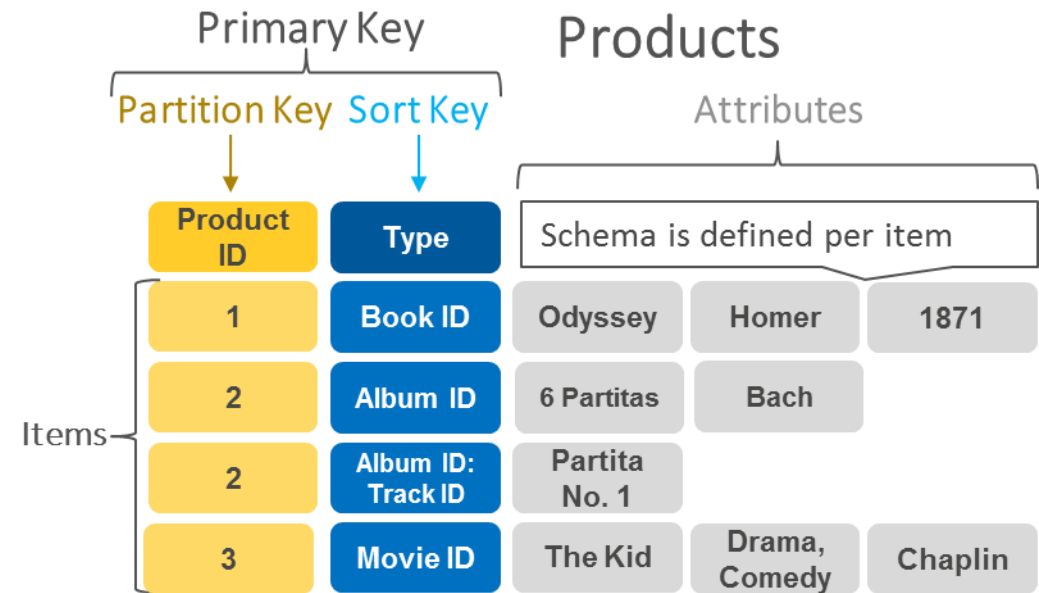 Primary Key
Products
Partition Key
Sort Key
Attributes
Product
ID
Type
Schema is defined per item
Items
1
Book ID
Odyssey
Homer
1871
2
Album ID
6 Partitas
Bach
2
Album ID:
Track ID
Partita
No. 1
3
Movie ID
The Kid
Drama,
Comedy
Chaplin